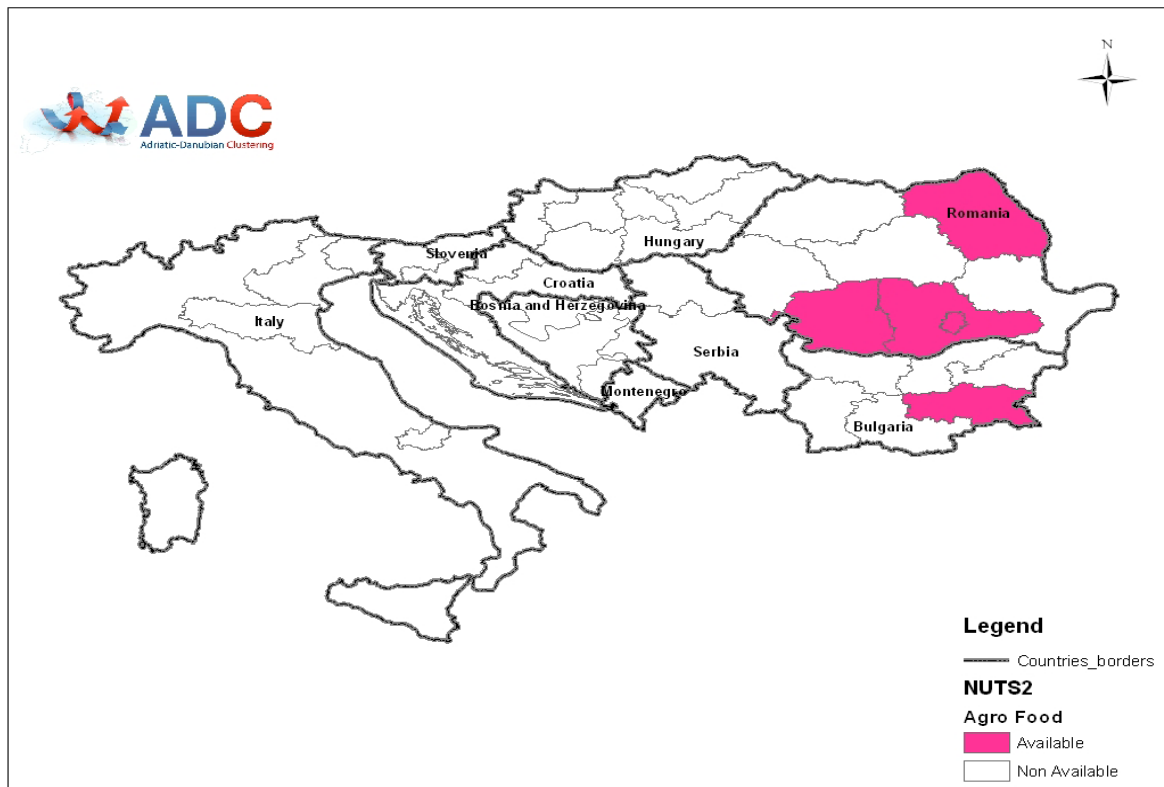 N
ADC
Adriatic-Danubian Clustering
Romania
Hungary
Slovenia
Croatia
Bosnia and Herzegovina
Italy
Serbia
Montenegro
Bulgaria
Legend
Countries_borders
NUTS2
Agro Food
Available
Non Available